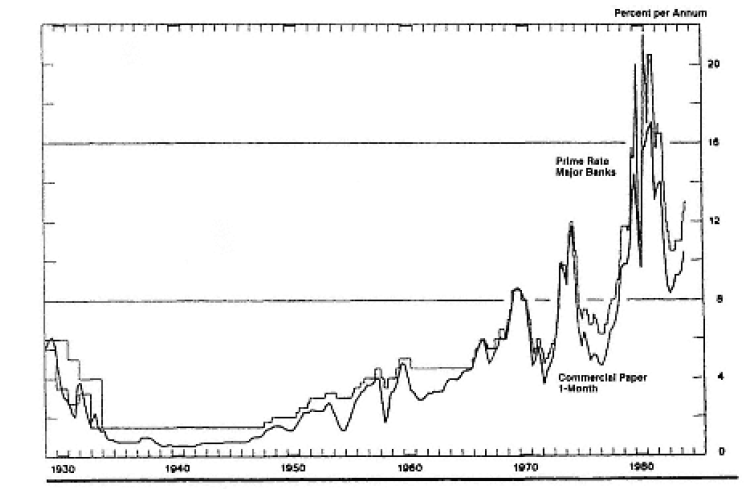 Percent per Annum
20
16
Prime Rate
Major Banks
12
8
Commercial Paper
1-Month
4
0
1930 1940 1950 1960 1970 1980